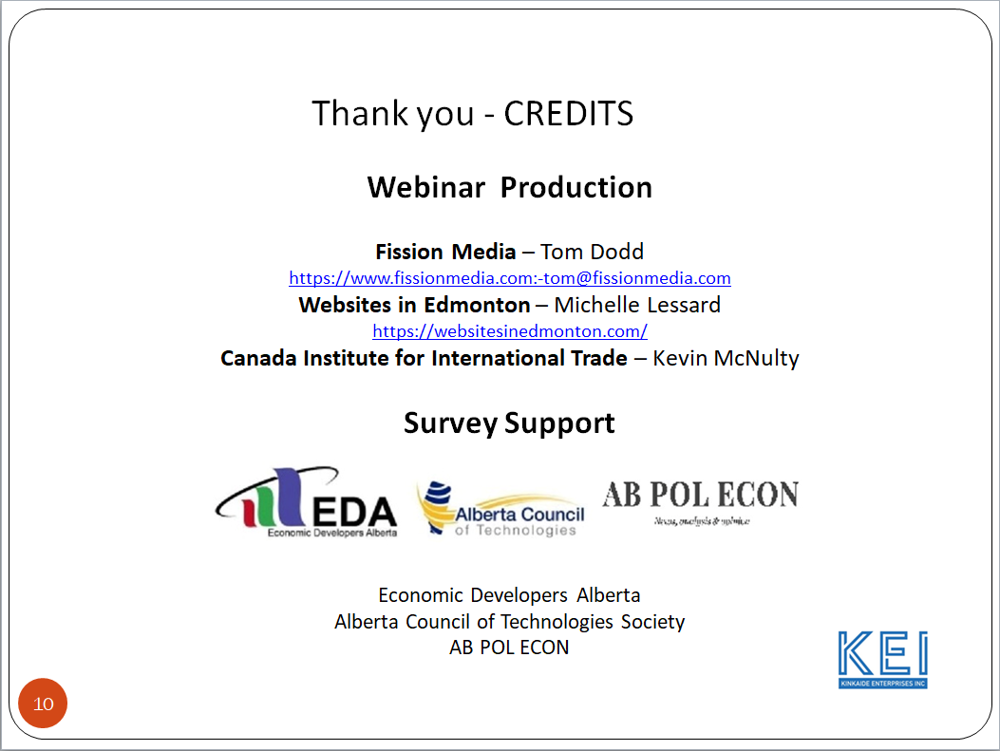 Thank you - CREDITS
Webinar Production
Fission Media – Tom Dodd
https://www.fissionmedia.com:-tom@fissionmedia.com
Websites in Edmonton – Michelle Lessard
https://websitesinedmonton.com/
Canada Institute for International Trade – Kevin McNulty
Survey Support
EDA
Economic Developers Alberta
Alberta Council
of Technologies
AB POL ECON
News, analysis & opinion
Economic Developers Alberta
Alberta Council of Technologies Society
AB POL ECON
KEI
KINKAIDE ENTERPRISES INC
10